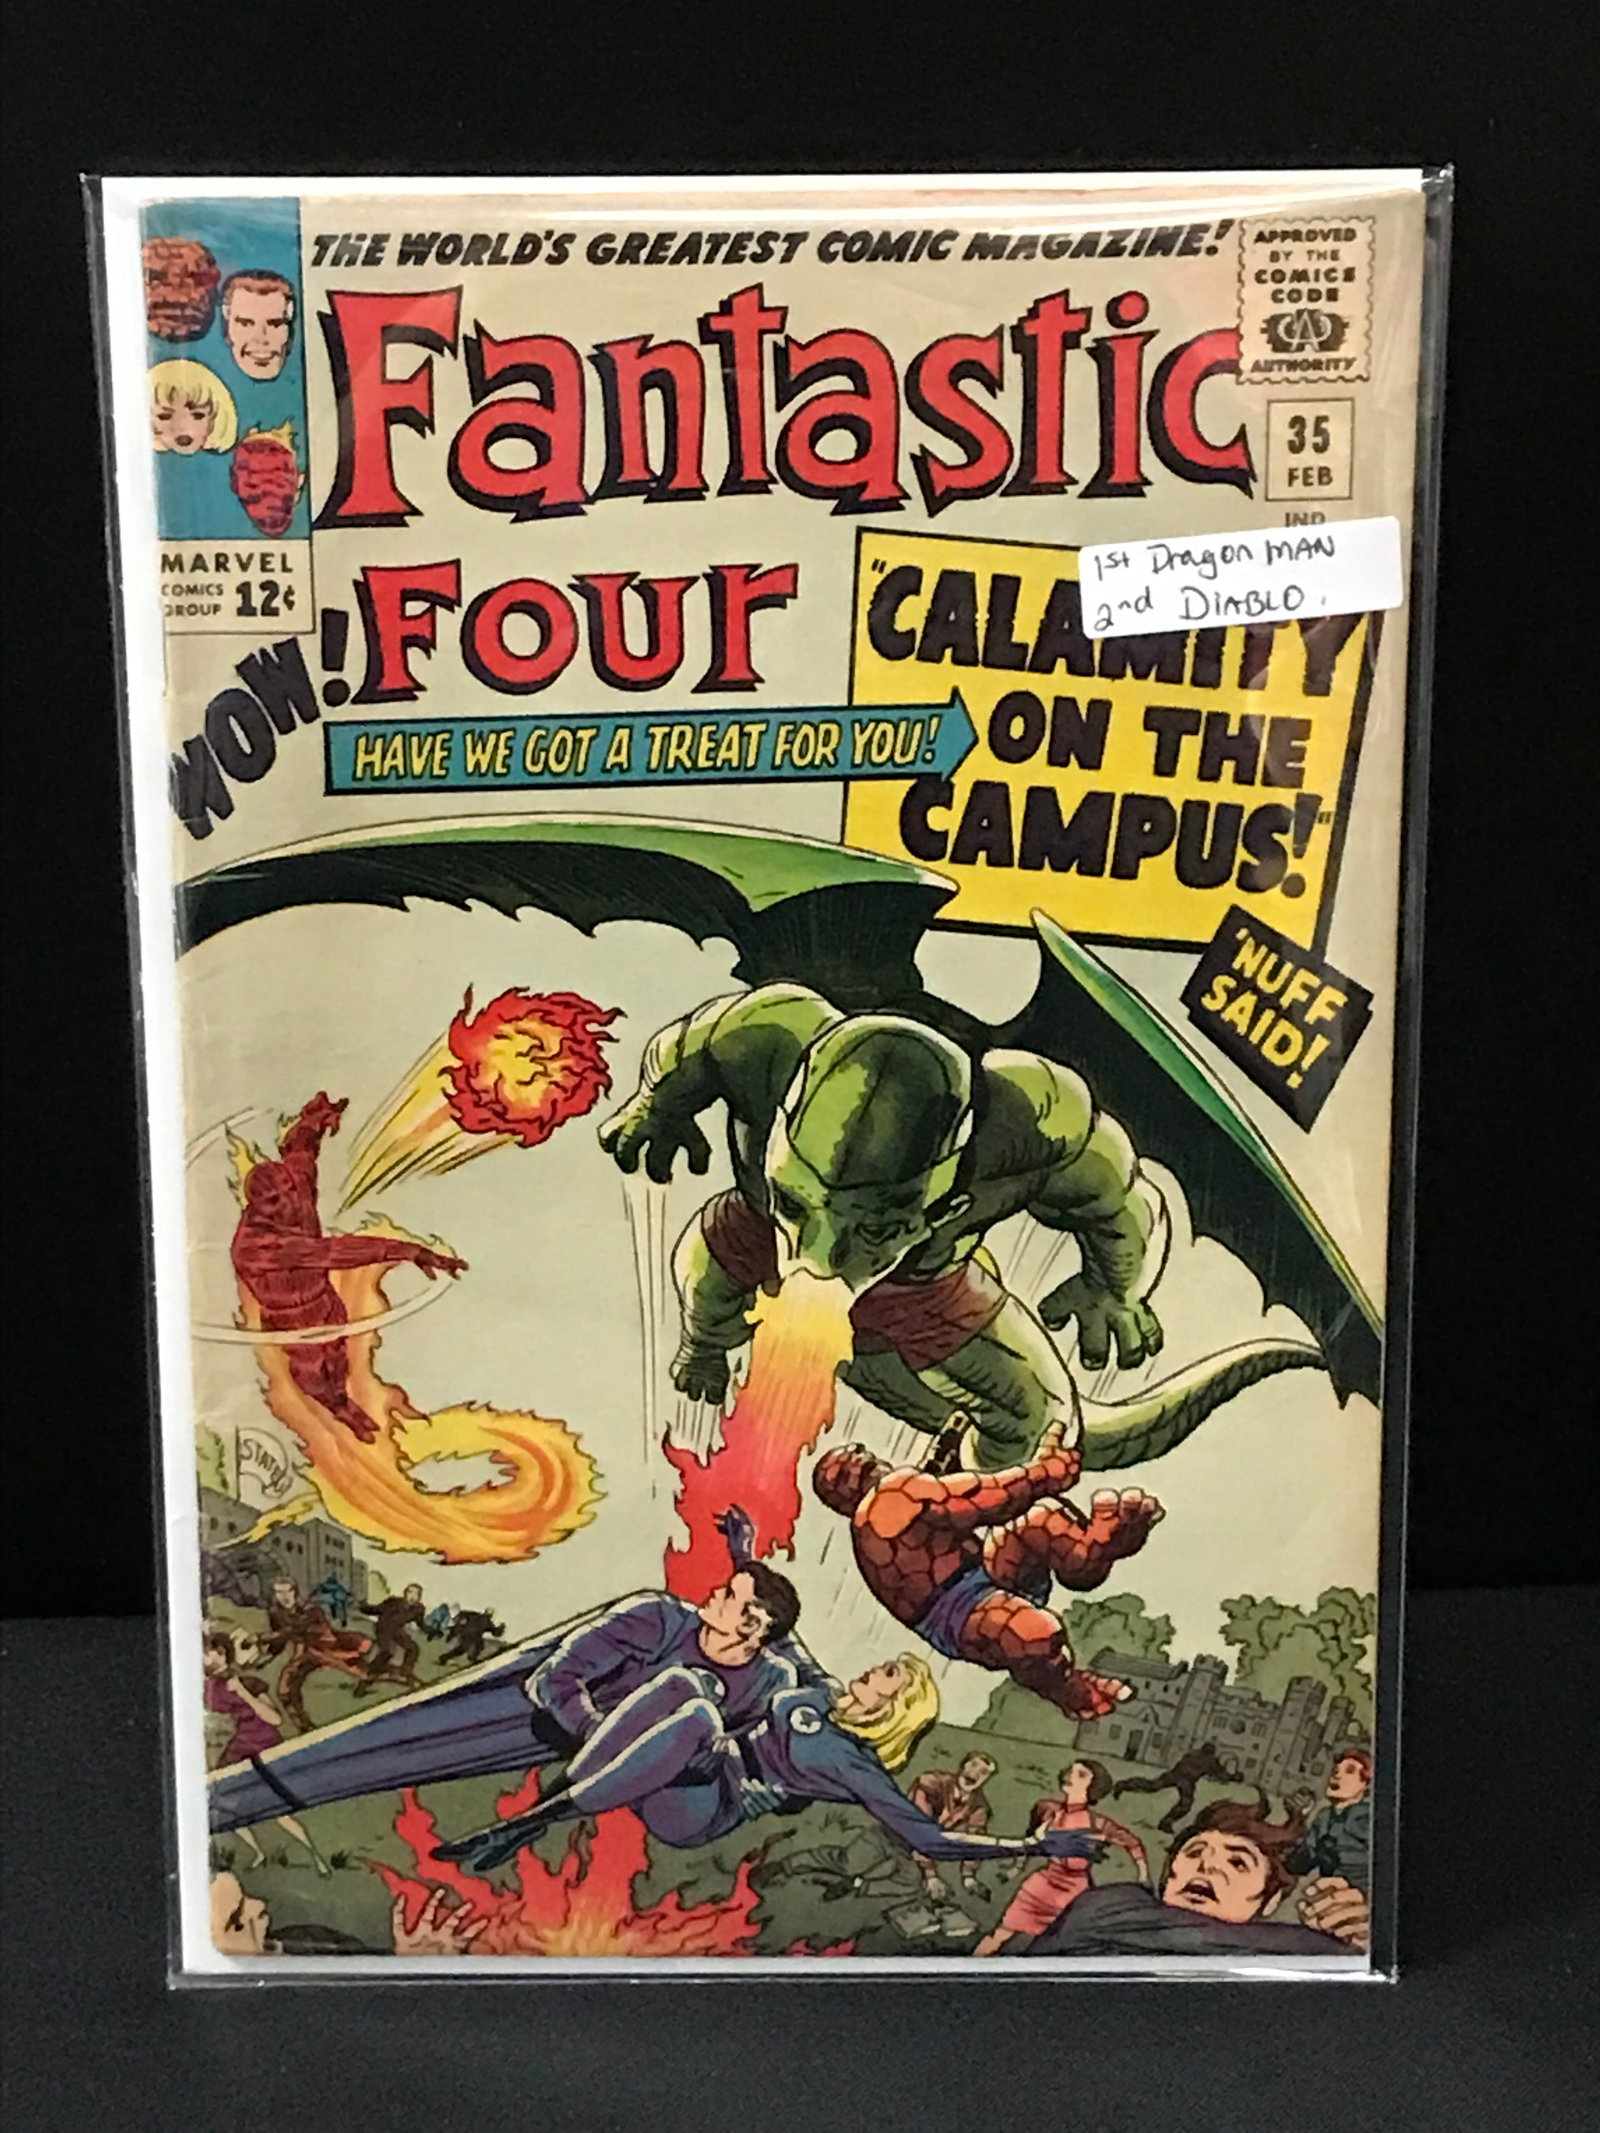 THE WORLD'S GREATEST COMIC MAGAZINE!
APPROVED
BY THE
COMICS
CODE
CA
AUTHORITY
Fantastic
Four
35
FEB
IND.
MARVEL
COMICS
GROUP 12¢
1st Dragon MAN
2nd DIABLO.
WOW!
HAVE WE GOT A TREAT FOR YOU!
"CALAMITY
ON THE
CAMPUS!"
'NUFF
SAID!
STATE U